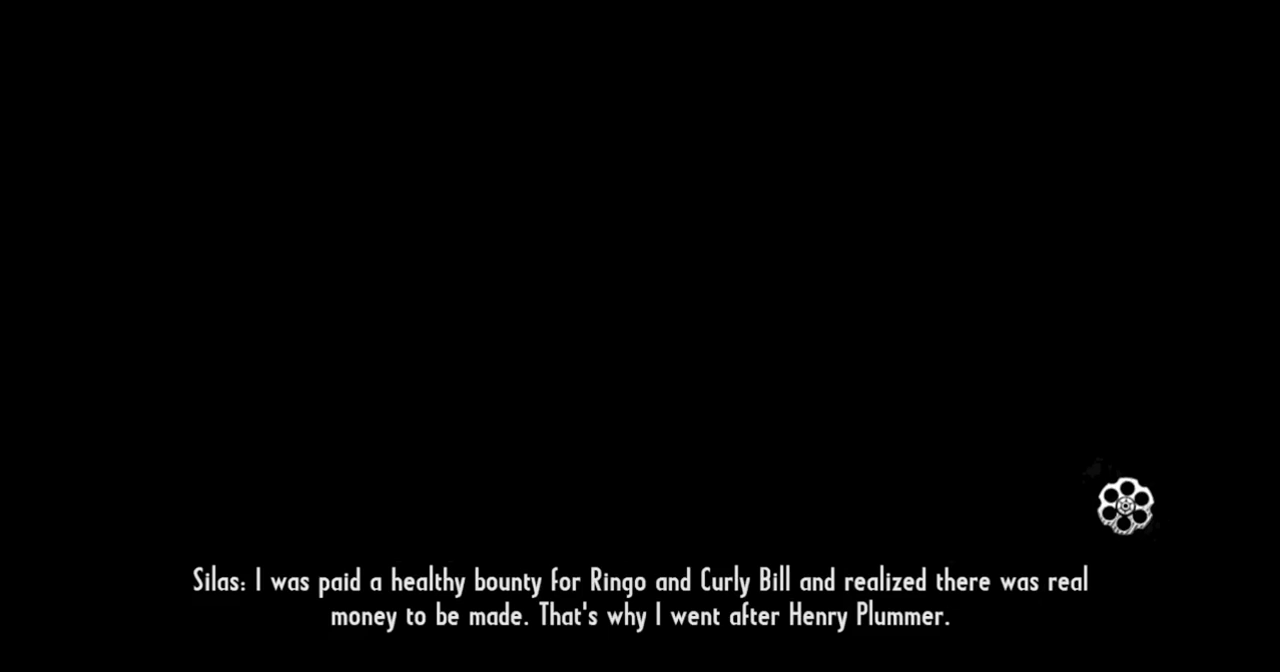 Silas: I was paid a healthy bounty for Ringo and Curly Bill and realized there was real
money to be made. That's why I went after Henry Plummer.